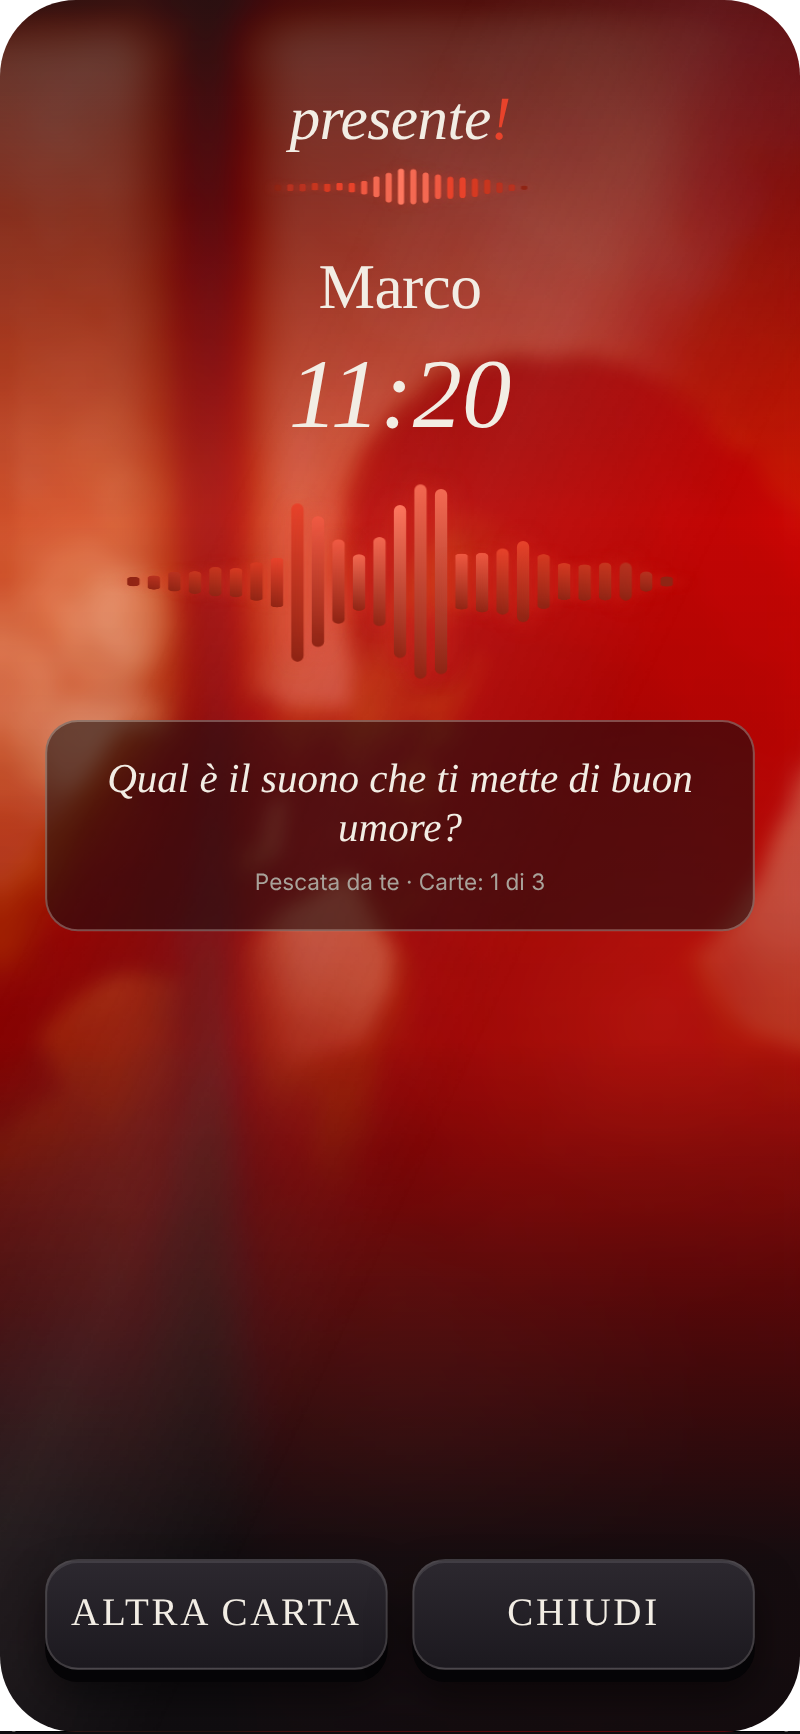 presente!
Marco
11:20
Qual è il suono che ti mette di buon
umore?
Pescata da te · Carte: 1 di 3
ALTRA CARTA
CHIUDI